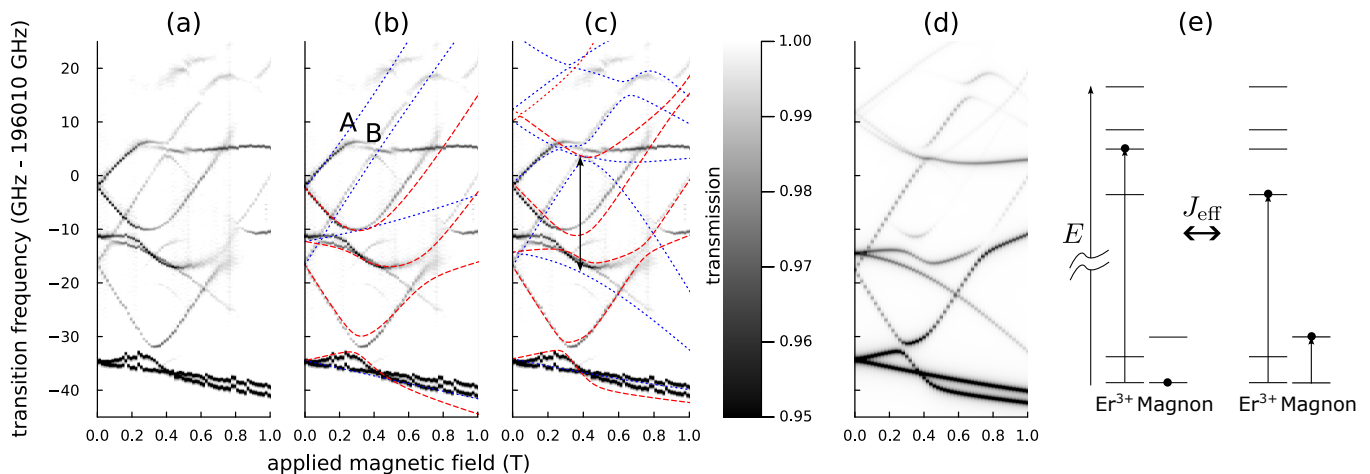 (a)
(b)
(c)
(d)
(e)
transition frequency (GHz - 196010 GHz)
20
10
0
−10
−20
−30
−40
A
B
1.00
0.99
0.98
0.97
0.96
0.95
transmission
E
J_eff
Er³⁺ Magnon
Er³⁺ Magnon
0.0 0.2 0.4 0.6 0.8 1.0
0.0 0.2 0.4 0.6 0.8 1.0
0.0 0.2 0.4 0.6 0.8 1.0
0.0 0.2 0.4 0.6 0.8 1.0
applied magnetic field (T)